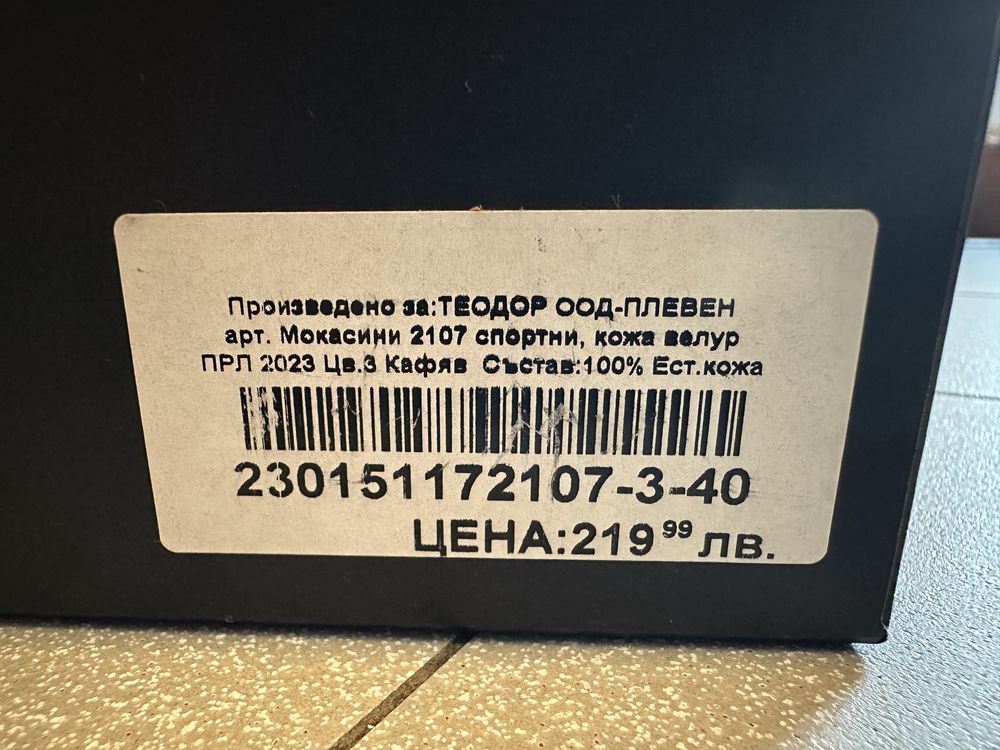 Произведено за:ТЕОДОР ООД-ПЛЕВЕН
арт. Мокасини 2107 спортни, кожа велур
ПРЛ 2023 Цв.3 Кафяв Състав:100% Ест.кожа
230151172107-3-40
ЦЕНА:219 99 лв.